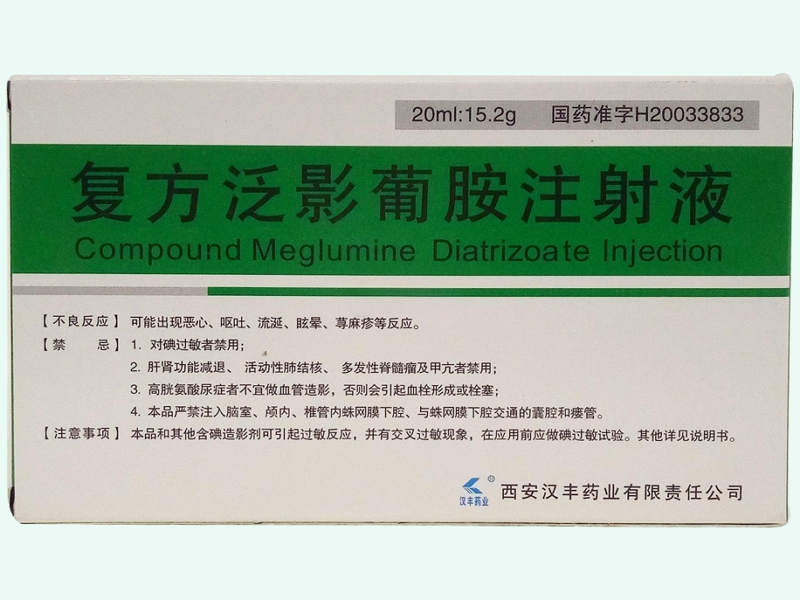 20ml:15.2g 国药准字H20033833
复方泛影葡胺注射液
Compound Meglumine Diatrizoate Injection
【不良反应】可能出现恶心、呕吐、流涎、眩晕、荨麻疹等反应。
【禁 忌】1. 对碘过敏者禁用；
2. 肝肾功能减退、活动性肺结核、多发性脊髓瘤及甲亢者禁用；
3. 高胱氨酸尿症者不宜做血管造影，否则会引起血栓形成或栓塞；
4. 本品严禁注入脑室、颅内、椎管内蛛网膜下腔、与蛛网膜下腔交通的囊腔和瘘管。
【注意事项】本品和其他含碘造影剂可引起过敏反应，并有交叉过敏现象，在应用前应做碘过敏试验。其他详见说明书。
汉丰药业® 西安汉丰药业有限责任公司